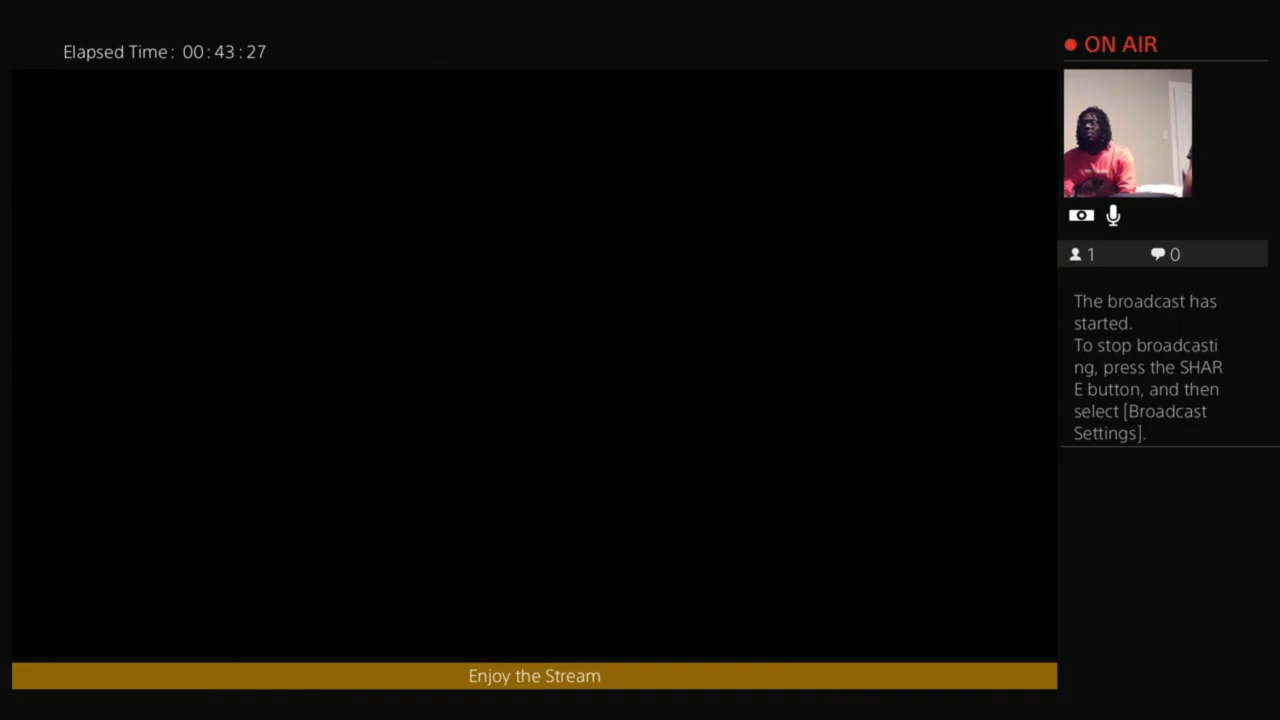 Elapsed Time: 00:43:27
ON AIR
1 0
The broadcast has
started.
To stop broadcasti
ng, press the SHAR
E button, and then
select [Broadcast
Settings].
Enjoy the Stream